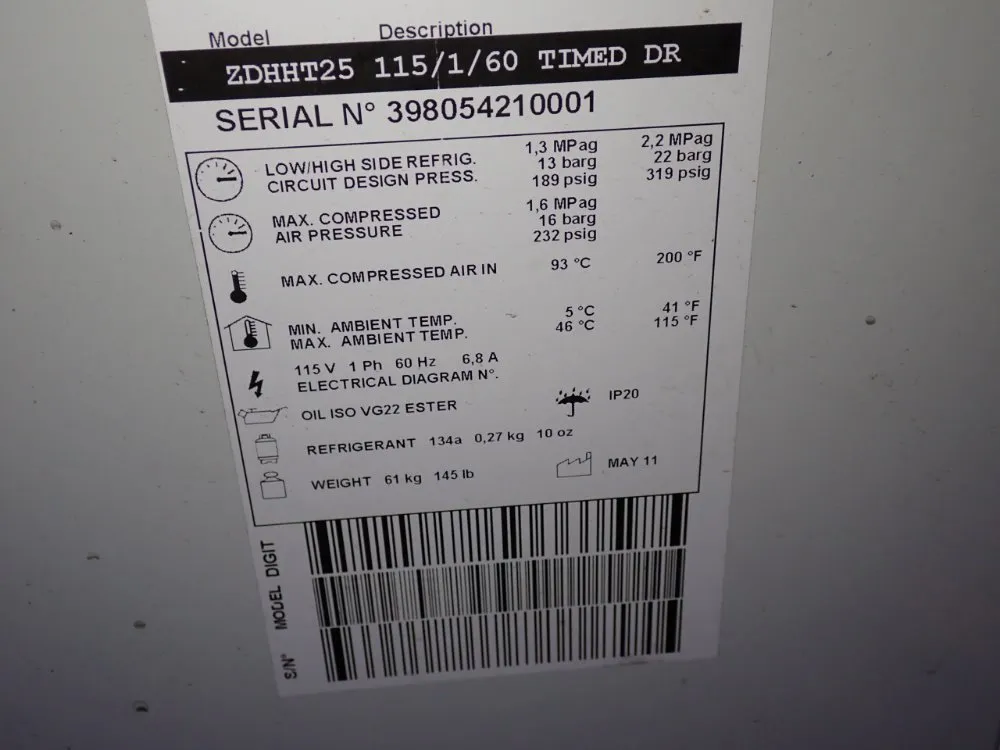 Model Description
ZDHHT25 115/1/60 TIMED DR
SERIAL N° 398054210001
LOW/HIGH SIDE REFRIG.
CIRCUIT DESIGN PRESS.
1,3 MPag 2,2 MPag
13 barg 22 barg
189 psig 319 psig
MAX. COMPRESSED
AIR PRESSURE
1,6 MPag
16 barg
232 psig
MAX. COMPRESSED AIR IN 93 °C 200 °F
MIN. AMBIENT TEMP. 5 °C 41 °F
MAX. AMBIENT TEMP. 46 °C 115 °F
115 V 1 Ph 60 Hz 6,8 A
ELECTRICAL DIAGRAM N°.
OIL ISO VG22 ESTER IP20
REFRIGERANT 134a 0,27 kg 10 oz
WEIGHT 61 kg 145 lb MAY 11
S/N° MODEL DIGIT